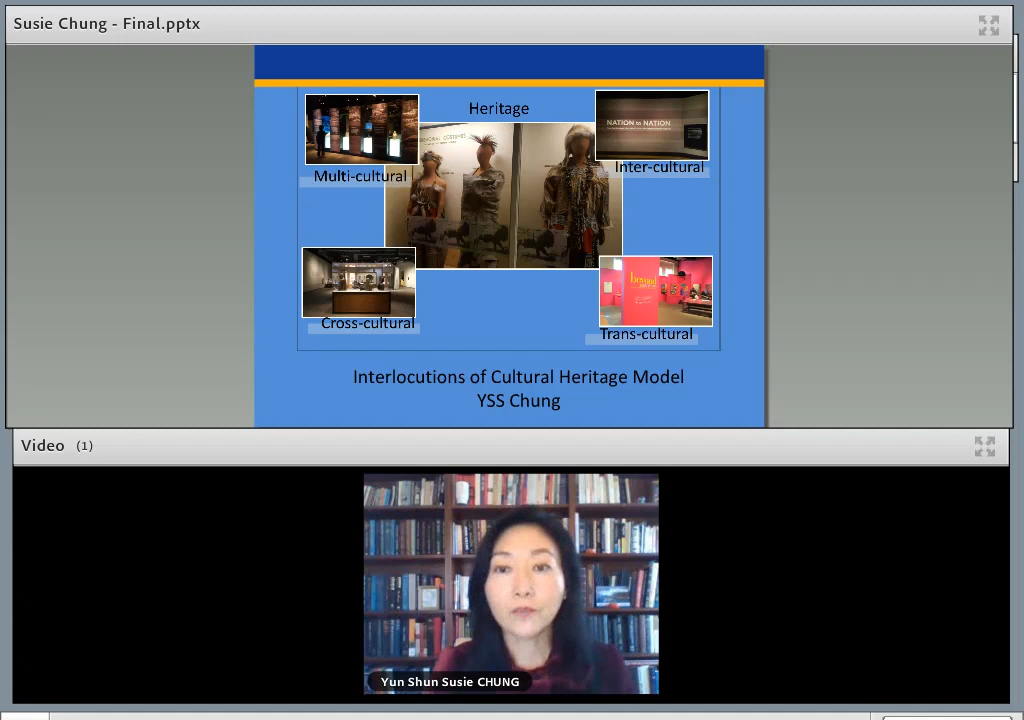 Susie Chung - Final.pptx
Heritage
NATION to NATION
Multi-cultural
Inter-cultural
beyond
Cross-cultural
Trans-cultural
Interlocutions of Cultural Heritage Model
YSS Chung
Video (1)
Yun Shun Susie CHUNG